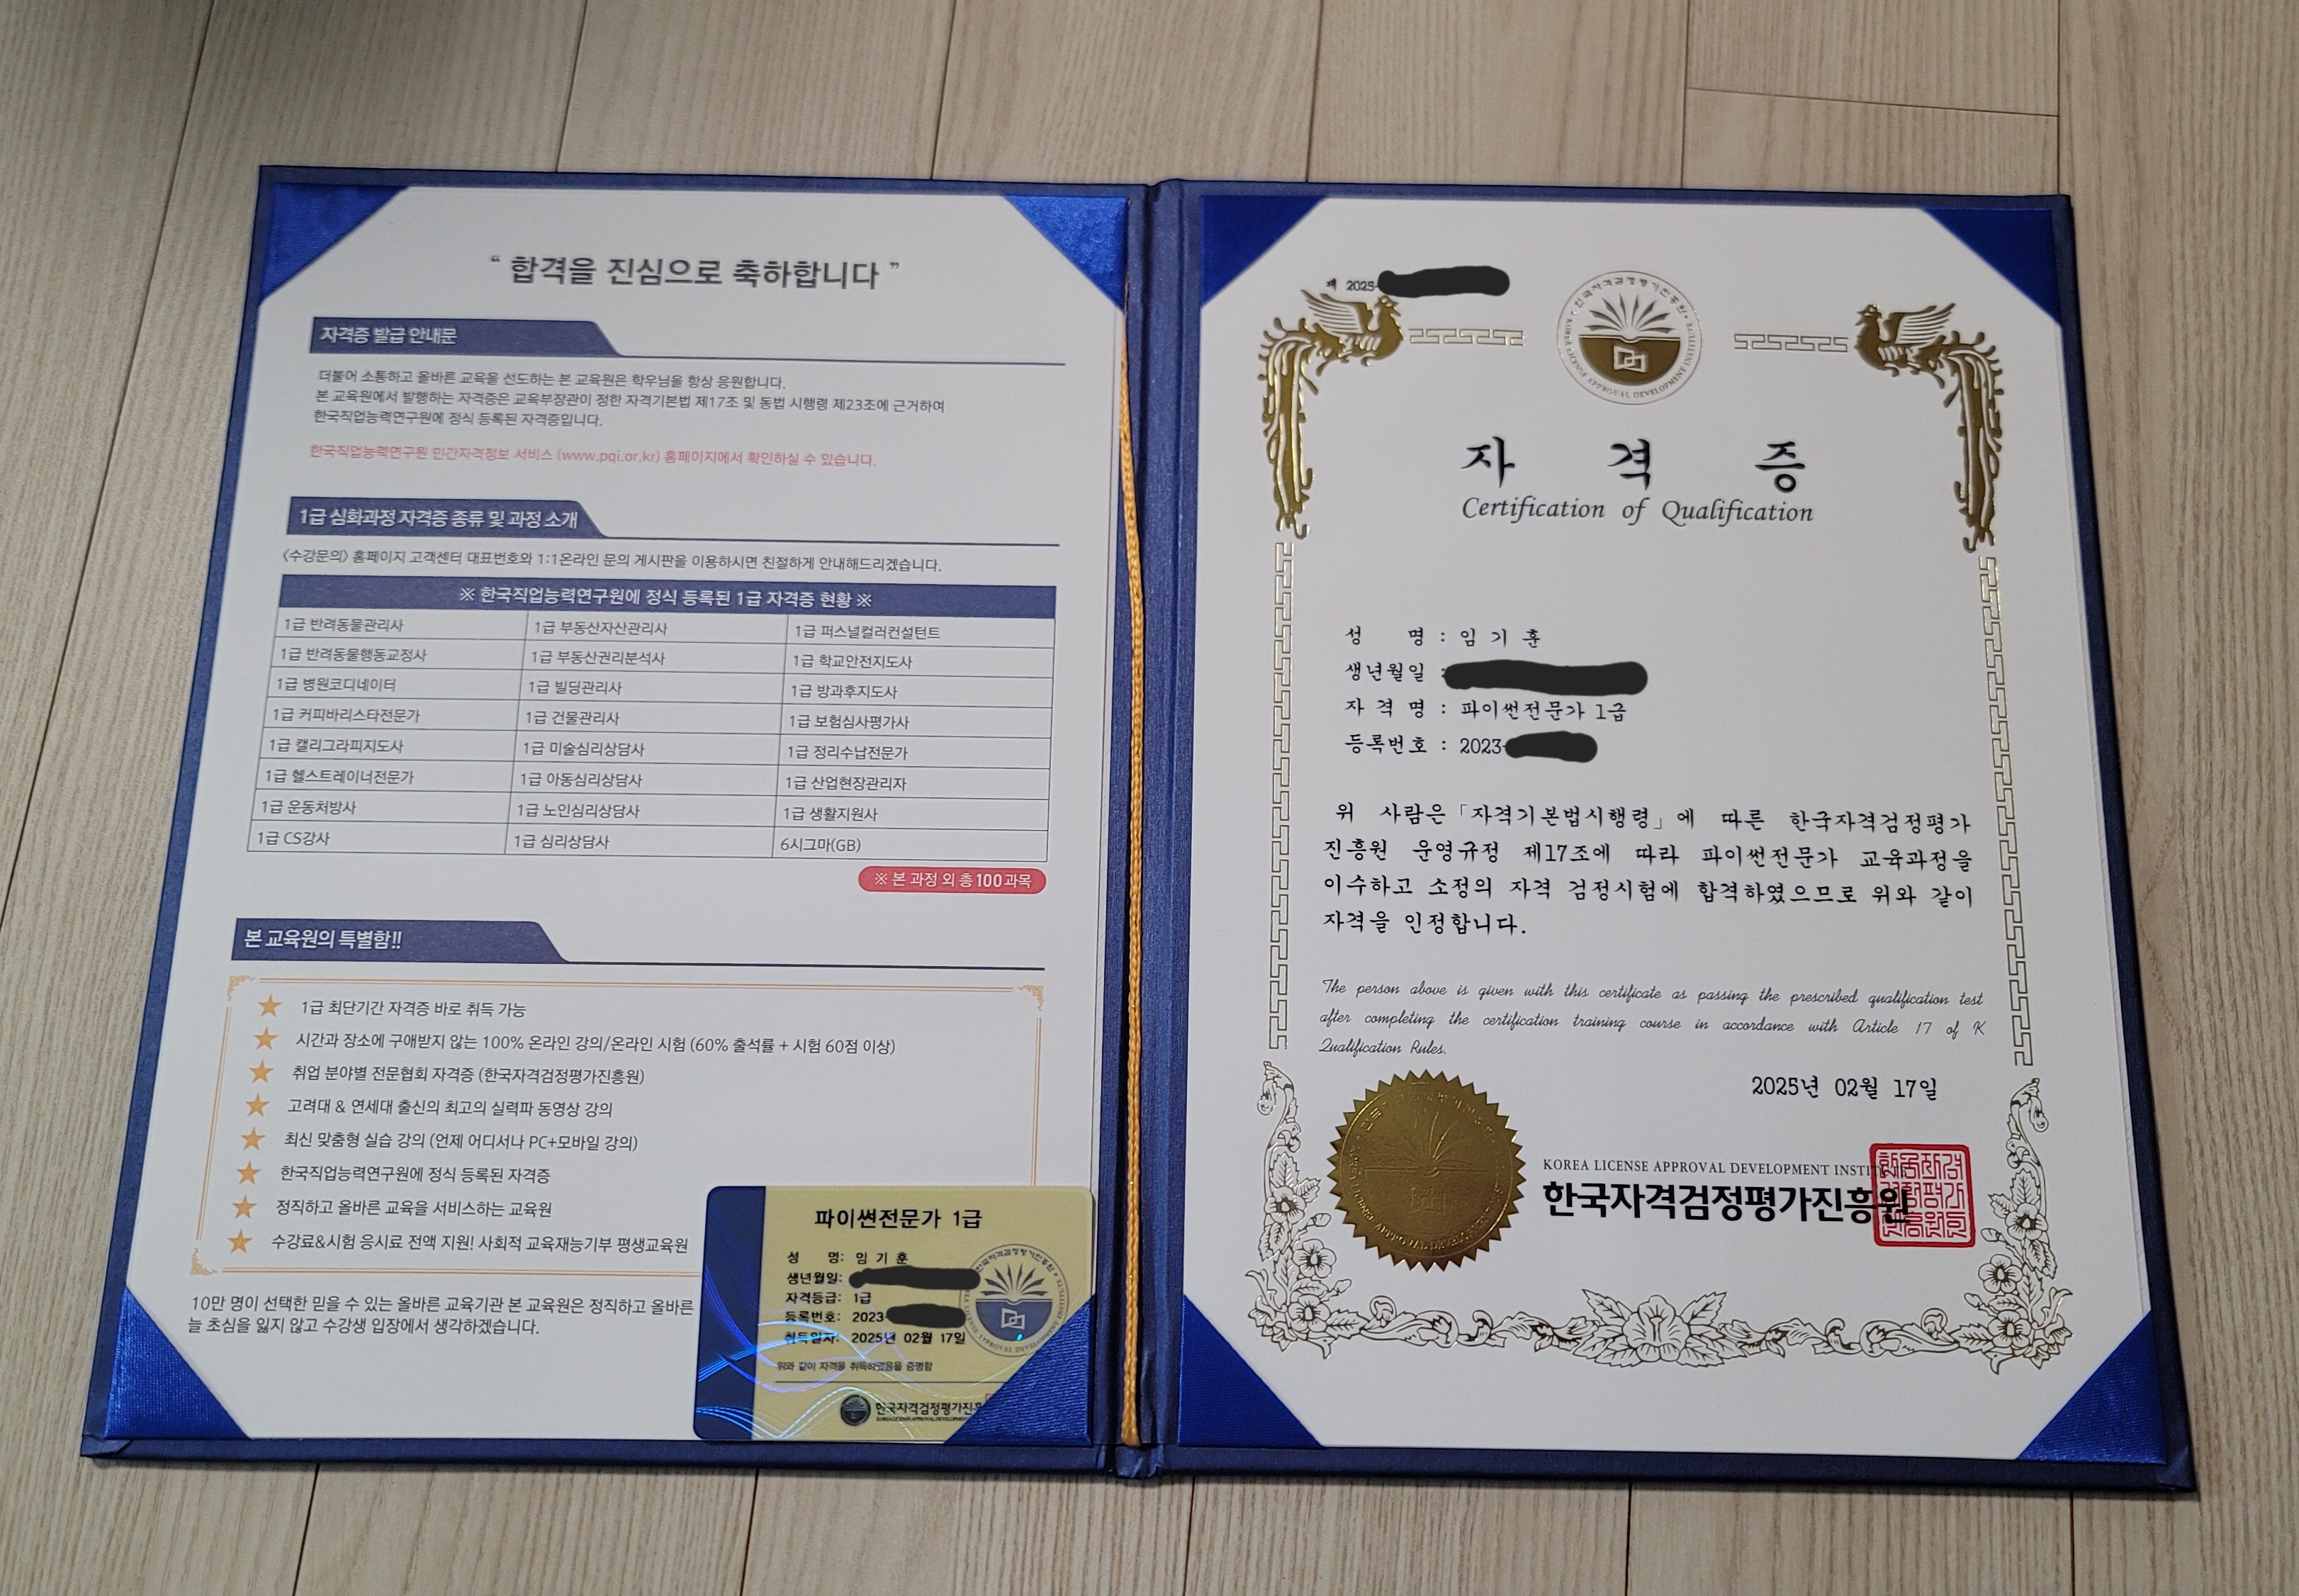 “ 합격을 진심으로 축하합니다 ”
자격증 발급 안내문
더불어 소통하고 올바른 교육을 선도하는 본 교육원은 학우님을 항상 응원합니다.
본 교육원에서 발행하는 자격증은 교육부장관이 정한 자격기본법 제17조 및 동법 시행령 제23조에 근거하여
한국직업능력연구원에 정식 등록된 자격증입니다.
한국직업능력연구원 민간자격정보 서비스 (www.pqi.or.kr) 홈페이지에서 확인하실 수 있습니다.
1급 심화과정 자격증 종류 및 과정 소개
<수강문의> 홈페이지 고객센터 대표번호와 1:1온라인 문의 게시판을 이용하시면 친절하게 안내해드리겠습니다.
※ 한국직업능력연구원에 정식 등록된 1급 자격증 현황 ※
1급 반려동물관리사 1급 부동산자산관리사 1급 퍼스널컬러컨설턴트
1급 반려동물행동교정사 1급 부동산권리분석사 1급 학교안전지도사
1급 병원코디네이터 1급 빌딩관리사 1급 방과후지도사
1급 커피바리스타전문가 1급 건물관리사 1급 보험심사평가사
1급 캘리그라피지도사 1급 미술심리상담사 1급 정리수납전문가
1급 헬스트레이너전문가 1급 아동심리상담사 1급 산업현장관리자
1급 운동처방사 1급 노인심리상담사 1급 생활지원사
1급 CS강사 1급 심리상담사 6시그마(GB)
※ 본 과정 외 총 100과목
본 교육원의 특별함!!
1급 최단기간 자격증 바로 취득 가능
시간과 장소에 구애받지 않는 100% 온라인 강의/온라인 시험 (60% 출석률 + 시험 60점 이상)
취업 분야별 전문협회 자격증 (한국자격검정평가진흥원)
고려대 & 연세대 출신의 최고의 실력파 동영상 강의
최신 맞춤형 실습 강의 (언제 어디서나 PC+모바일 강의)
한국직업능력연구원에 정식 등록된 자격증
정직하고 올바른 교육을 서비스하는 교육원
수강료&시험 응시료 전액 지원! 사회적 교육재능기부 평생교육원
10만 명이 선택한 믿을 수 있는 올바른 교육기관 본 교육원은 정직하고 올바른
늘 초심을 잃지 않고 수강생 입장에서 생각하겠습니다.
파이썬전문가 1급
성 명: 임 기 훈
생년월일:
자격등급: 1급
등록번호: 2023-
취득일자: 2025년 02월 17일
위와 같이 자격을 취득하였음을 증명함
한국자격검정평가진흥
제 2025-
한국자격검정평가진흥원
KOREA LICENSE APPROVAL DEVELOPMENT INSTITUTE
자 격 증
Certification of Qualification
성 명 : 임 기 훈
생년월일 :
자 격 명 : 파이썬전문가 1급
등록번호 : 2023-
위 사람은「자격기본법시행령」에 따른 한국자격검정평가
진흥원 운영규정 제17조에 따라 파이썬전문가 교육과정을
이수하고 소정의 자격 검정시험에 합격하였으므로 위와 같이
자격을 인정합니다.
The person above is given with this certificate as passing the prescribed qualification test
after completing the certification training course in accordance with Article 17 of K
Qualification Rules.
2025년 02월 17일
KOREA LICENSE APPROVAL DEVELOPMENT INSTITUTE
한국자격검정평가진흥원